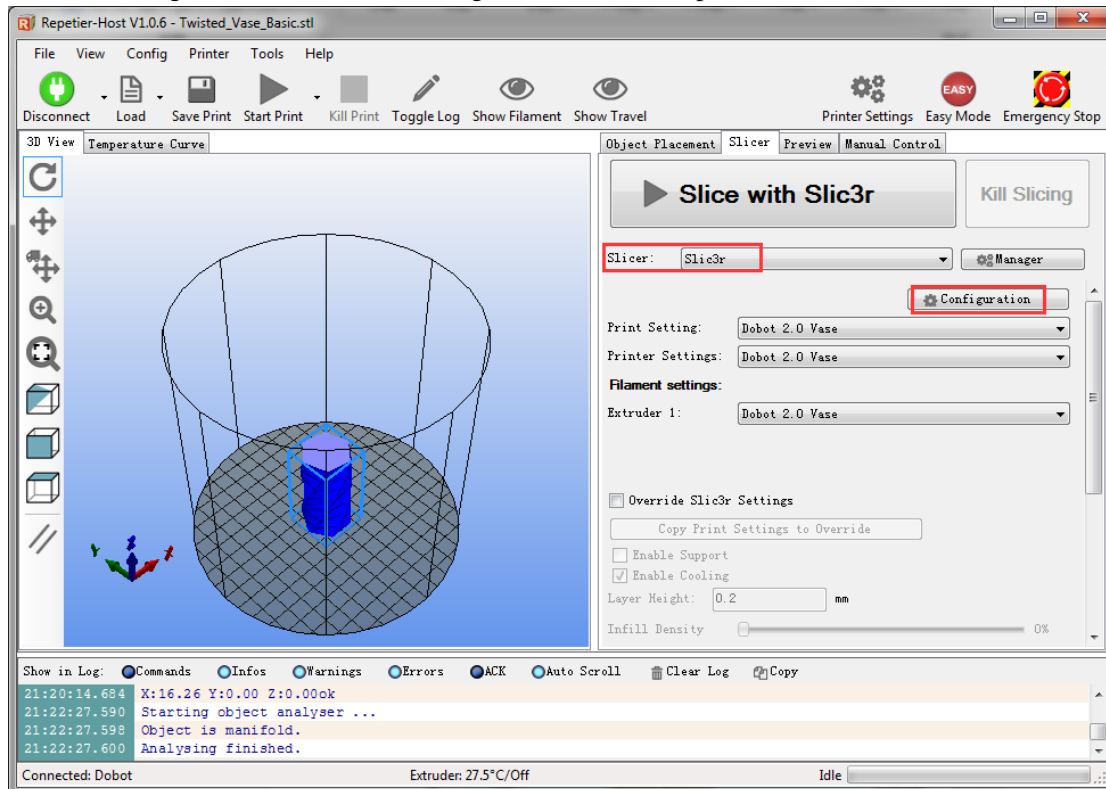 Repetier-Host V1.0.6 - Twisted_Vase_Basic.stl
File View Config Printer Tools Help
Disconnect Load Save Print Start Print Kill Print Toggle Log Show Filament Show Travel Printer Settings Easy Mode Emergency Stop
EASY
3D View Temperature Curve
Object Placement Slicer Preview Manual Control
Slice with Slic3r
Kill Slicing
Slicer: Slic3r Manager
Configuration
Print Setting: Dobot 2.0 Vase
Printer Settings: Dobot 2.0 Vase
Filament settings:
Extruder 1: Dobot 2.0 Vase
Override Slic3r Settings
Copy Print Settings to Override
Enable Support
Enable Cooling
Layer Height: 0.2 mm
Infill Density 0%
Show in Log: Commands Infos Warnings Errors ACK Auto Scroll Clear Log Copy
21:20:14.684 X:16.26 Y:0.00 Z:0.00ok
21:22:27.590 Starting object analyser ...
21:22:27.598 Object is manifold.
21:22:27.600 Analysing finished.
Connected: Dobot Extruder: 27.5°C/Off Idle